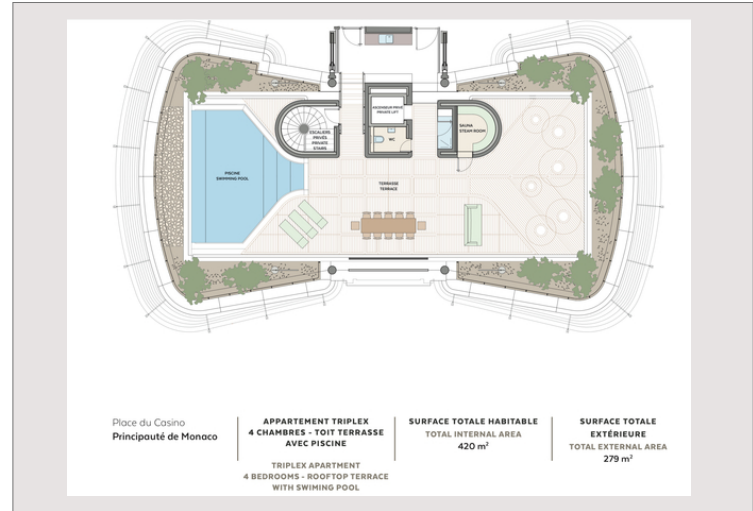 ASCENSEUR PRIVÉ
PRIVATE LIFT
ESCALIERS
PRIVÉS
PRIVATE
STAIRS
WC
SAUNA
STEAM ROOM
PISCINE
SWIMMING POOL
TERRASSE
TERRACE
Place du Casino
Principauté de Monaco
APPARTEMENT TRIPLEX
4 CHAMBRES - TOIT TERRASSE
AVEC PISCINE
TRIPLEX APARTMENT
4 BEDROOMS - ROOFTOP TERRACE
WITH SWIMING POOL
SURFACE TOTALE HABITABLE
TOTAL INTERNAL AREA
420 m²
SURFACE TOTALE
EXTÉRIEURE
TOTAL EXTERNAL AREA
279 m²